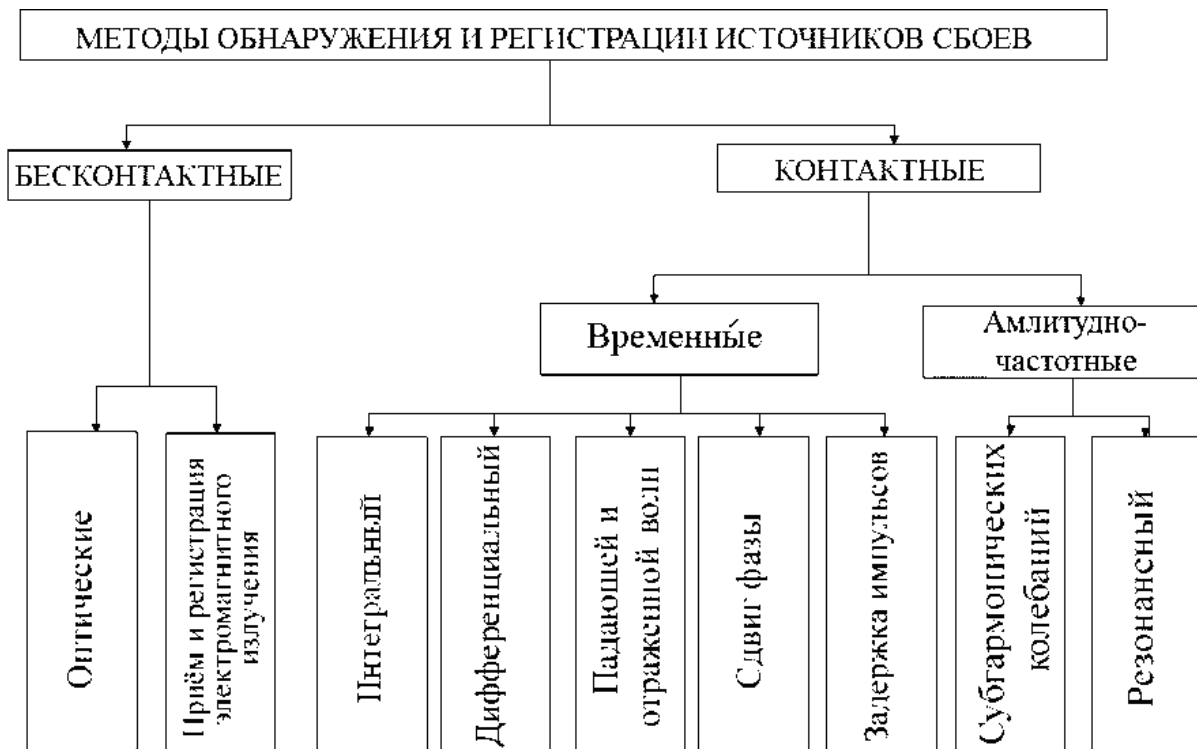 МЕТОДЫ ОБНАРУЖЕНИЯ И РЕГИСТРАЦИИ ИСТОЧНИКОВ СБОЕВ
БЕСКОНТАКТНЫЕ
КОНТАКТНЫЕ
Временны́е
Амлитудно-
частотные
Оптические
Приём и регистрация
электромагнитного
излучения
Интегральный
Дифференциальный
Падающей и
отраженной волн
Сдвиг фазы
Задержка импульсов
Субгармонических
колебаний
Резонансный